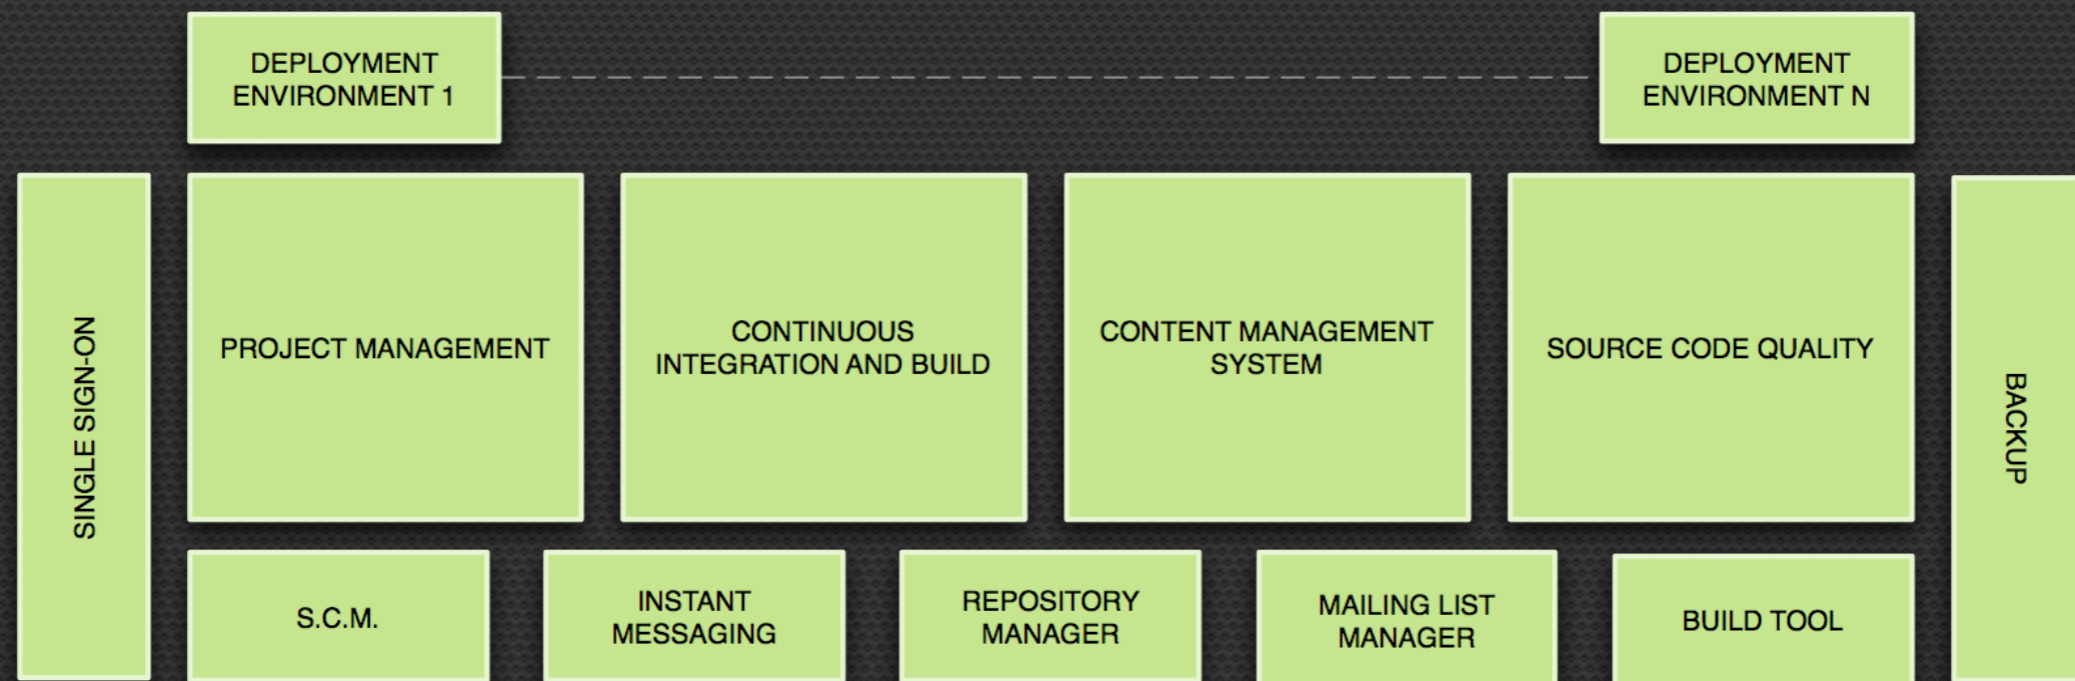 DEPLOYMENT
ENVIRONMENT 1
DEPLOYMENT
ENVIRONMENT N
SINGLE SIGN-ON
PROJECT MANAGEMENT
CONTINUOUS
INTEGRATION AND BUILD
CONTENT MANAGEMENT
SYSTEM
SOURCE CODE QUALITY
BACKUP
S.C.M.
INSTANT
MESSAGING
REPOSITORY
MANAGER
MAILING LIST
MANAGER
BUILD TOOL